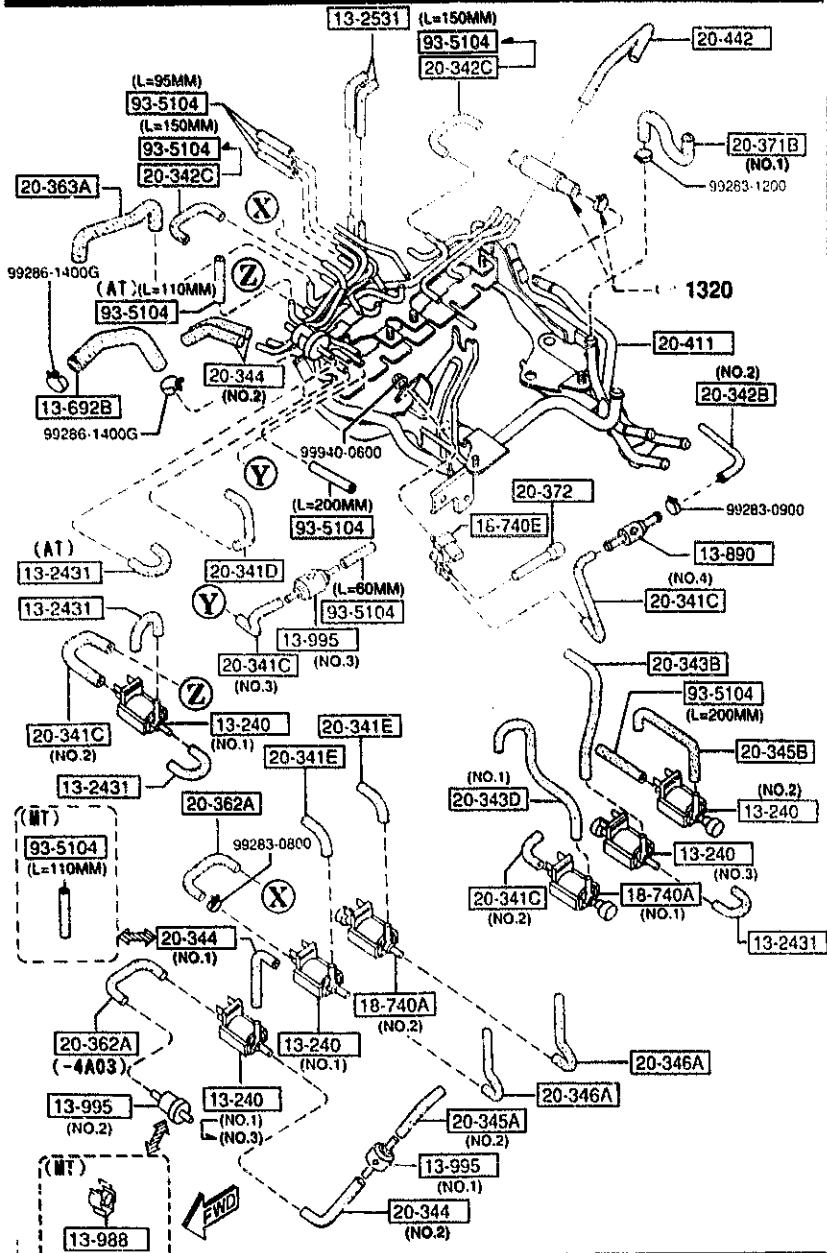 13-2531
(L=150MM)
93-5104
20-342C
20-442
(L=95MM)
93-5104
(L=150MM)
93-5104
20-342C
20-371B
(NO.1)
99283-1200
20-363A
X
99286-1400G
(AT)(L=110MM)
93-5104
Z
1320
20-411
20-344
(NO.2)
13-692B
99286-1400G
(NO.2)
20-342B
99940-0600
Y
(L=200MM)
93-5104
20-372
18-740E
99283-0900
(AT)
13-2431
20-341D
13-890
(NO.4)
20-341C
13-2431
Y
(L=60MM)
93-5104
13-995
(NO.3)
20-341C
(NO.3)
20-343B
93-5104
(L=200MM)
Z
20-341C
(NO.2)
13-240
(NO.1)
13-2431
20-341E
20-341E
20-345B
(NO.1)
20-343D
(NO.2)
13-240
(MT)
93-5104
(L=110MM)
20-362A
99283-0800
X
13-240
(NO.3)
20-341C
(NO.2)
18-740A
(NO.1)
13-2431
20-344
(NO.1)
18-740A
(NO.2)
20-362A
(-4A03)
13-240
(NO.1)
20-346A
20-346A
13-995
(NO.2)
13-240
(NO.1)
(NO.3)
20-345A
(NO.2)
13-995
(NO.1)
(MT)
13-988
FWD
20-344
(NO.2)